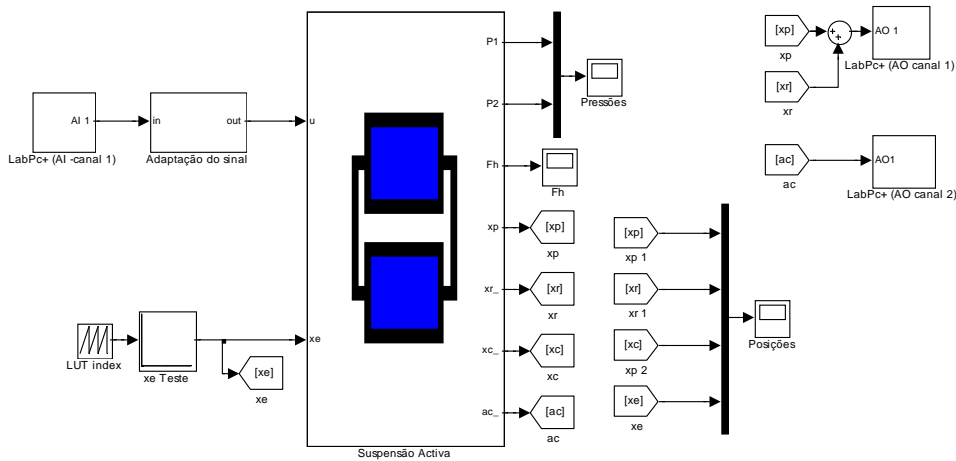 AI 1
LabPc+ (AI -canal 1)
in
out
Adaptação do sinal
LUT index
xe Teste
[xe]
xe
u
xe
P1
P2
Fh
xp
xr_
xc_
ac_
Suspensão Activa
Pressões
Fh
[xp]
xp
[xr]
xr
[xc]
xc
[ac]
ac
[xp]
xp 1
[xr]
xr 1
[xc]
xp 2
[xe]
xe
Posições
[xp]
xp
[xr]
xr
++
AO 1
LabPc+ (AO canal 1)
[ac]
ac
AO1
LabPc+ (AO canal 2)